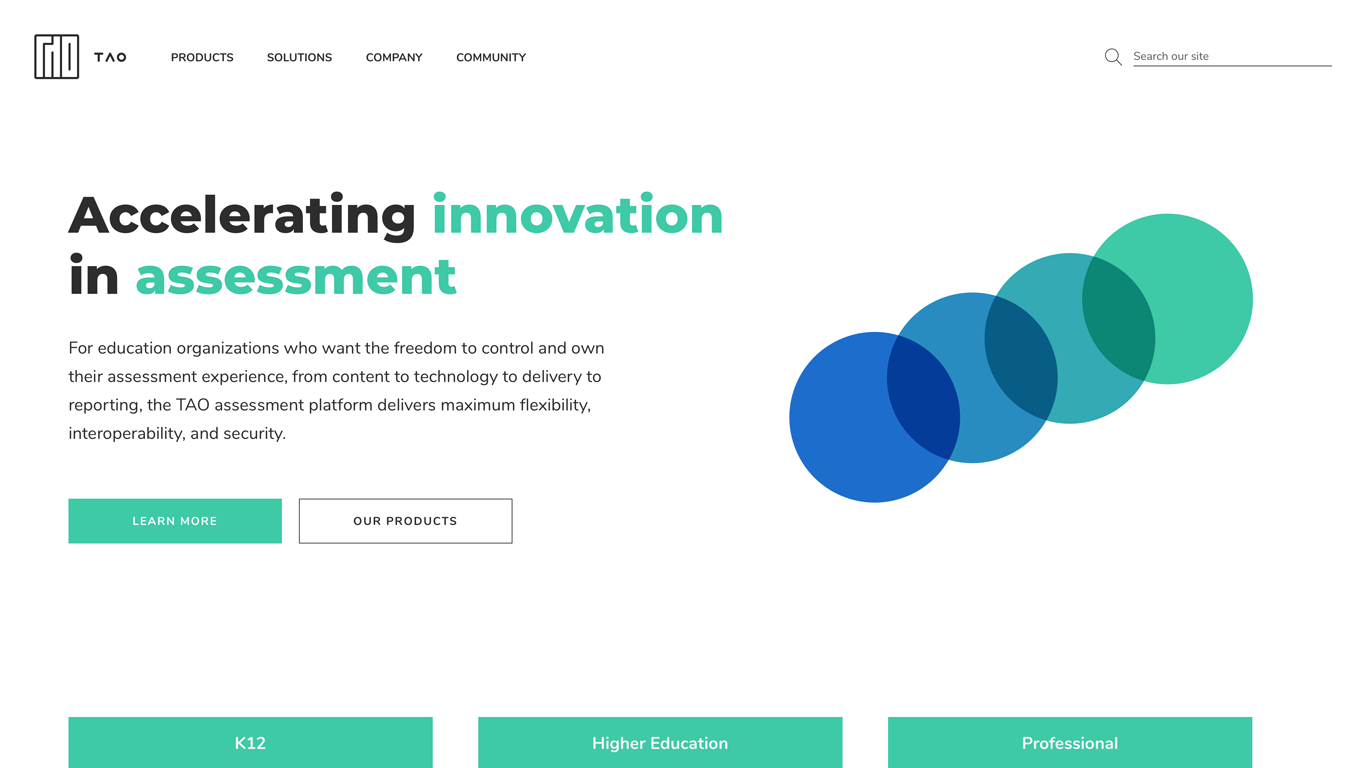 TAO
PRODUCTS
SOLUTIONS
COMPANY
COMMUNITY
Search our site
Accelerating innovation
in assessment
For education organizations who want the freedom to control and own
their assessment experience, from content to technology to delivery to
reporting, the TAO assessment platform delivers maximum flexibility,
interoperability, and security.
LEARN MORE
OUR PRODUCTS
K12
Higher Education
Professional